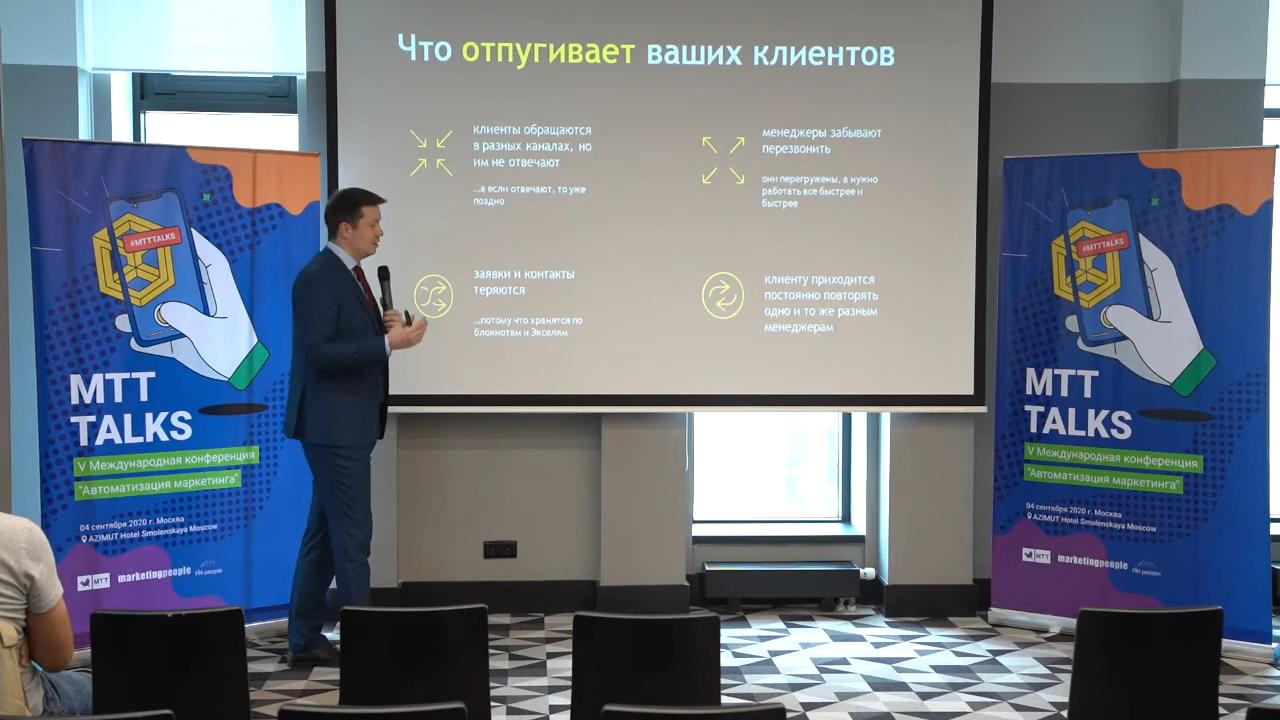 Что отпугивает ваших клиентов
клиенты обращаются
в разных каналах, но
им не отвечают
...а если отвечают, то уже
поздно
менеджеры забывают
перезвонить
они перегружены, а нужно
работать все быстрее и
быстрее
заявки и контакты
теряются
...потому что хранятся по
блокнотам и Экселям
клиенту приходится
постоянно повторять
одно и то же разным
менеджерам
#MTTTALKS
MTT
TALKS
V Международная конференция
"Автоматизация маркетинга"
04 сентября 2020 г. Москва
AZIMUT Hotel Smolenskaya Moscow
МТТ marketingpeople people
#MTTTALKS
MTT
TALKS
V Международная конференция
"Автоматизация маркетинга"
04 сентября 2020 г. Москва
AZIMUT Hotel Smolenskaya Moscow
МТТ marketingpeople people